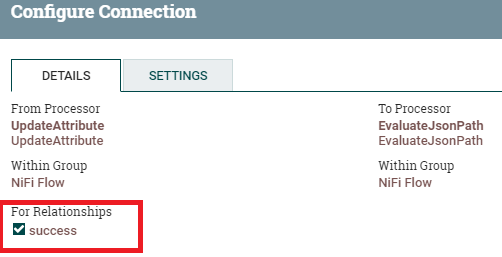 Configure Connection
DETAILS
SETTINGS
From Processor
UpdateAttribute
UpdateAttribute
To Processor
EvaluateJsonPath
EvaluateJsonPath
Within Group
NiFi Flow
Within Group
NiFi Flow
For Relationships
success